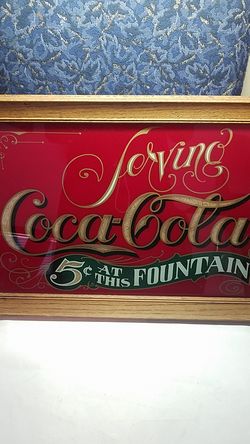 Serving
Coca-Cola
5¢ AT THIS FOUNTAIN